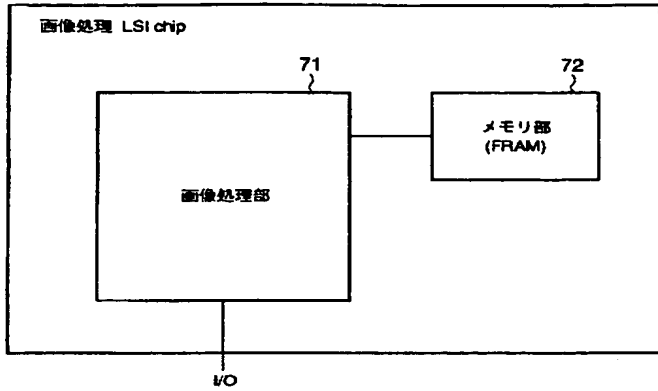 画像処理 LSI chip
71
72
メモリ部
(FRAM)
画像処理部
I/O